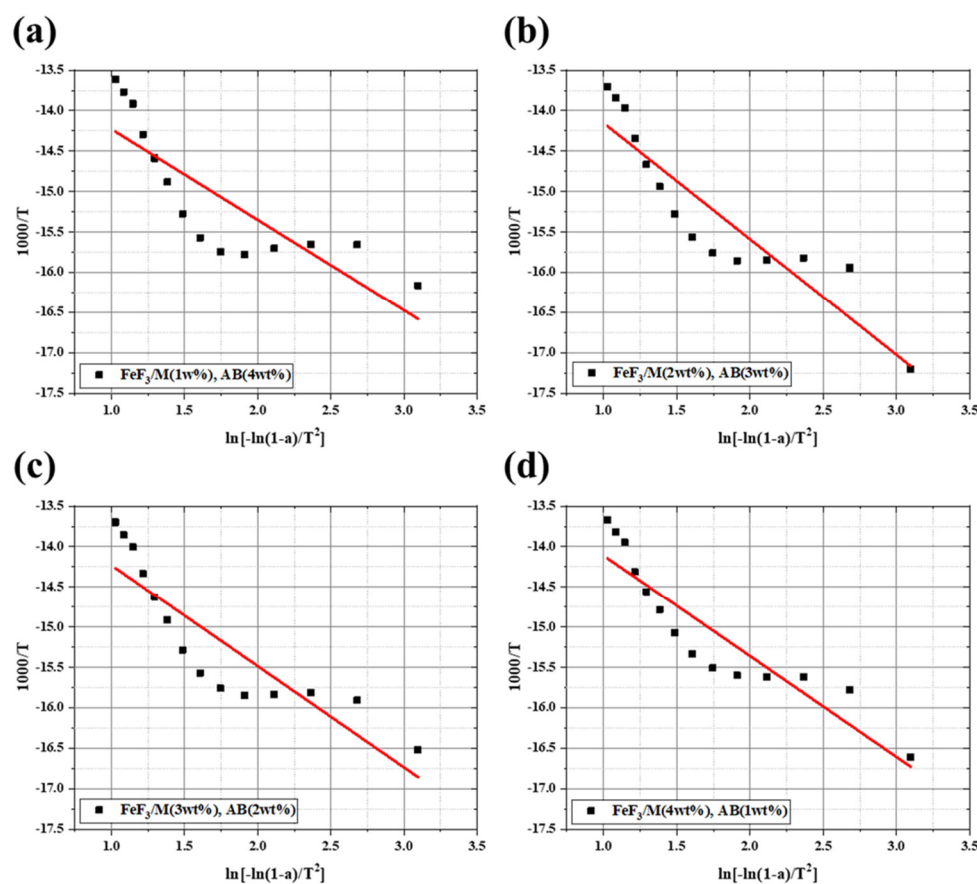 (a)
-13.5
-14.0
-14.5
-15.0
-15.5
-16.0
-16.5
-17.0
-17.5
1000/T
FeF3/M(1w%), AB(4wt%)
1.0 1.5 2.0 2.5 3.0 3.5
ln[-ln(1-a)/T²]
(b)
-13.5
-14.0
-14.5
-15.0
-15.5
-16.0
-16.5
-17.0
-17.5
1000/T
FeF3/M(2wt%), AB(3wt%)
1.0 1.5 2.0 2.5 3.0 3.5
ln[-ln(1-a)/T²]
(c)
-13.5
-14.0
-14.5
-15.0
-15.5
-16.0
-16.5
-17.0
-17.5
1000/T
FeF3/M(3wt%), AB(2wt%)
1.0 1.5 2.0 2.5 3.0 3.5
ln[-ln(1-a)/T²]
(d)
-13.5
-14.0
-14.5
-15.0
-15.5
-16.0
-16.5
-17.0
-17.5
1000/T
FeF3/M(4wt%), AB(1wt%)
1.0 1.5 2.0 2.5 3.0 3.5
ln[-ln(1-a)/T²]